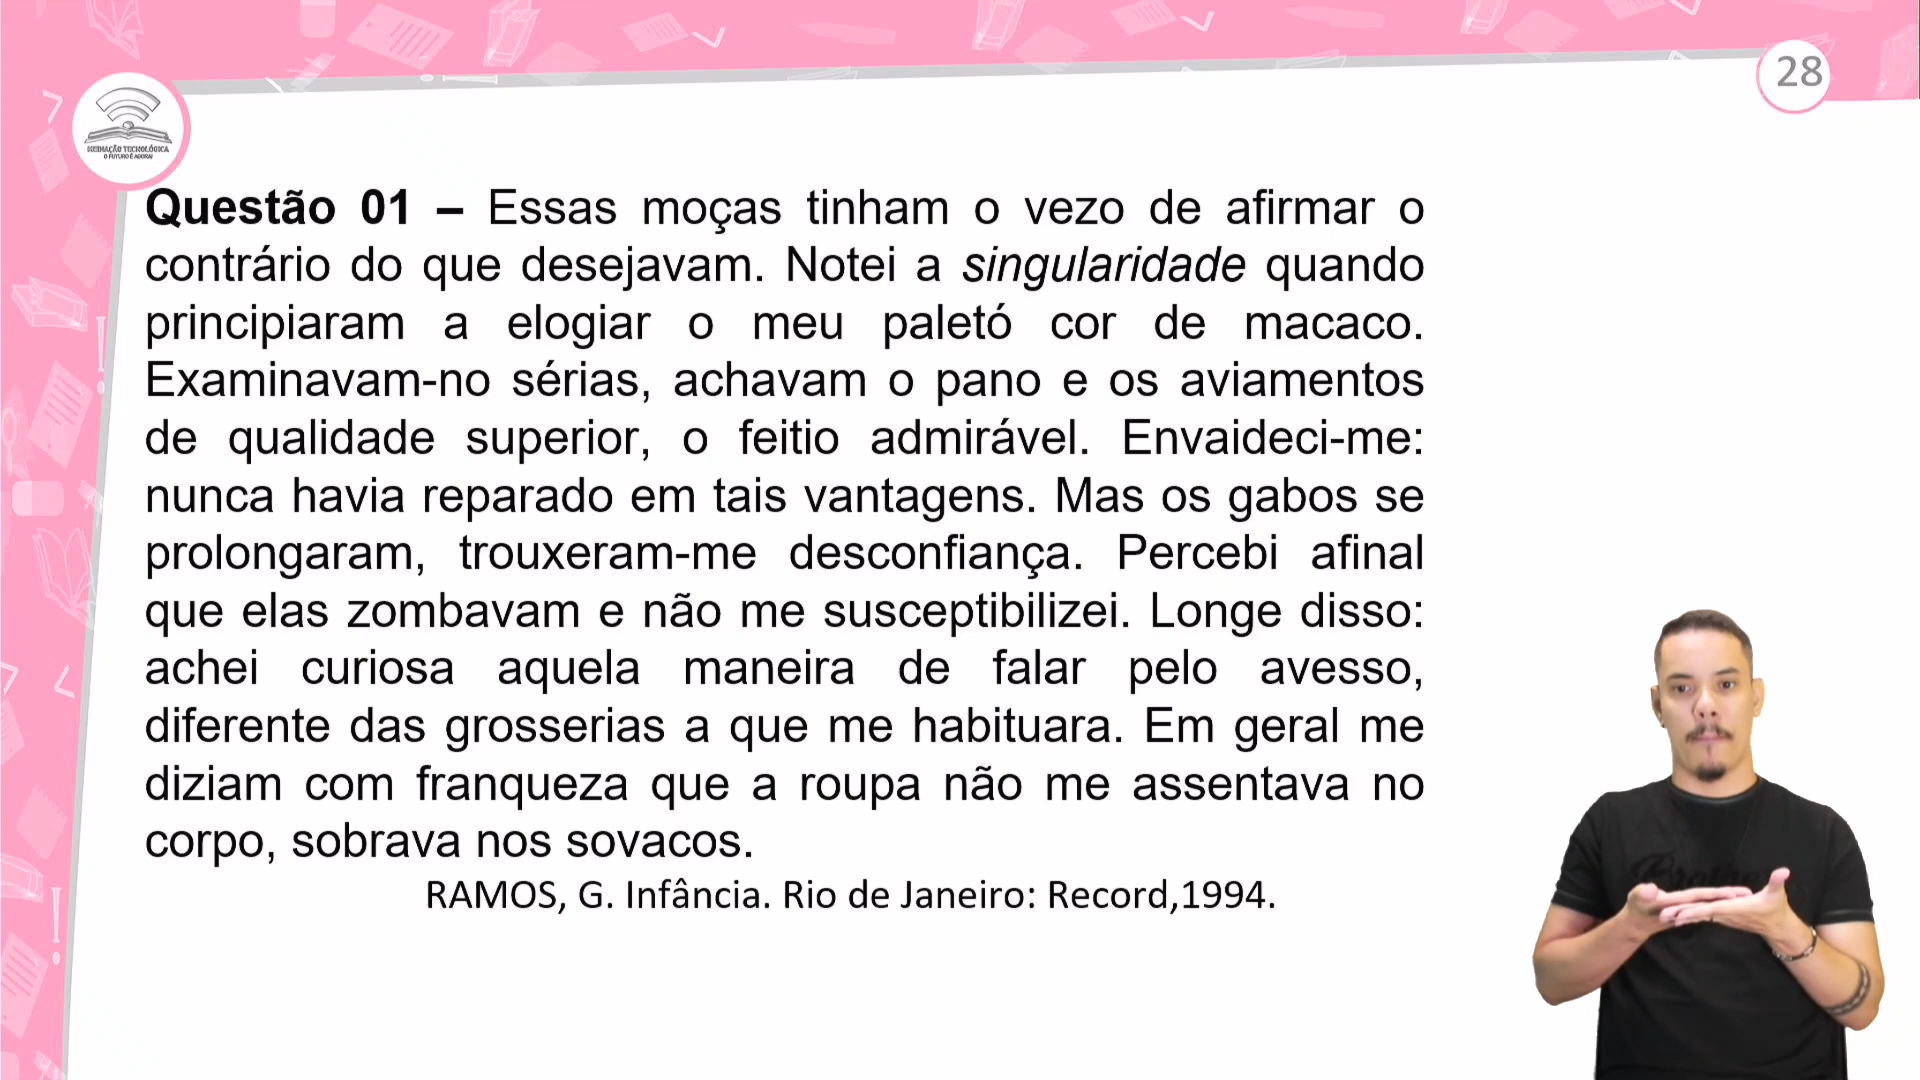 28
MEDIAÇÃO TECNOLÓGICA
O FUTURO É AGORA!
Questão 01 – Essas moças tinham o vezo de afirmar o
contrário do que desejavam. Notei a singularidade quando
principiaram a elogiar o meu paletó cor de macaco.
Examinavam-no sérias, achavam o pano e os aviamentos
de qualidade superior, o feitio admirável. Envaideci-me:
nunca havia reparado em tais vantagens. Mas os gabos se
prolongaram, trouxeram-me desconfiança. Percebi afinal
que elas zombavam e não me susceptibilizei. Longe disso:
achei curiosa aquela maneira de falar pelo avesso,
diferente das grosserias a que me habituara. Em geral me
diziam com franqueza que a roupa não me assentava no
corpo, sobrava nos sovacos.
RAMOS, G. Infância. Rio de Janeiro: Record,1994.